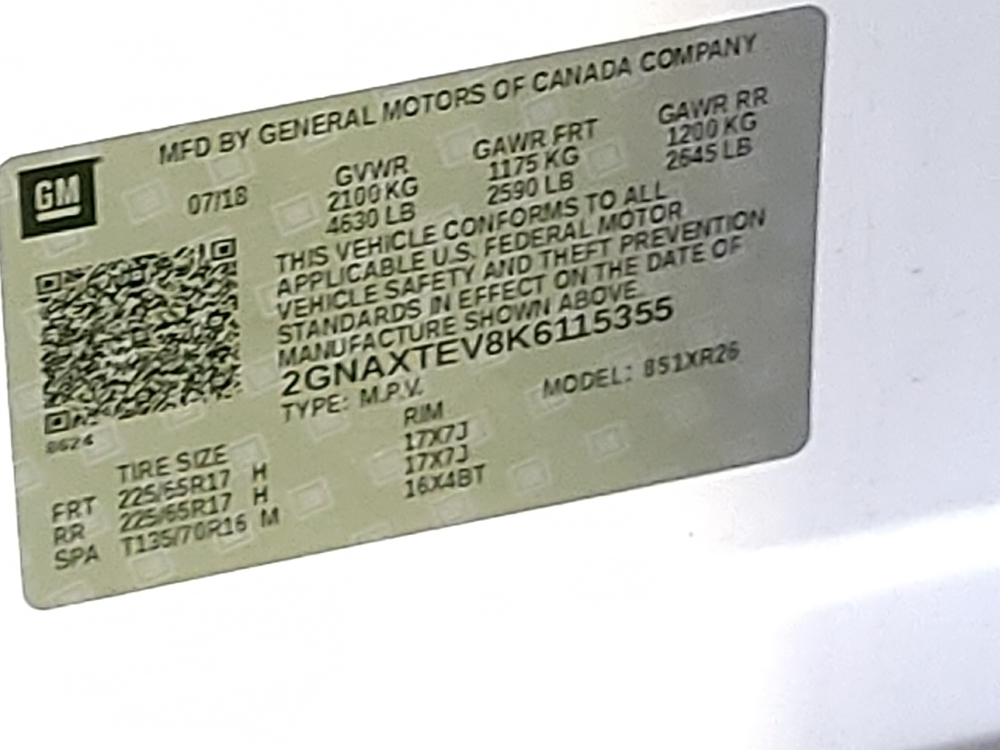 MFD BY GENERAL MOTORS OF CANADA COMPANY
GM
07/18
GVWR GAWR FRT GAWR RR
2100 KG 1175 KG 1200 KG
4630 LB 2590 LB 2645 LB
THIS VEHICLE CONFORMS TO ALL
APPLICABLE U.S. FEDERAL MOTOR
VEHICLE SAFETY AND THEFT PREVENTION
STANDARDS IN EFFECT ON THE DATE OF
MANUFACTURE SHOWN ABOVE.
2GNAXTEV8K6115355
TYPE: M.P.V. MODEL: 851XR26
8624
TIRE SIZE RIM
FRT 225/65R17 H 17X7J
RR 225/65R17 H 17X7J
SPA T135/70R16 M 16X4BT